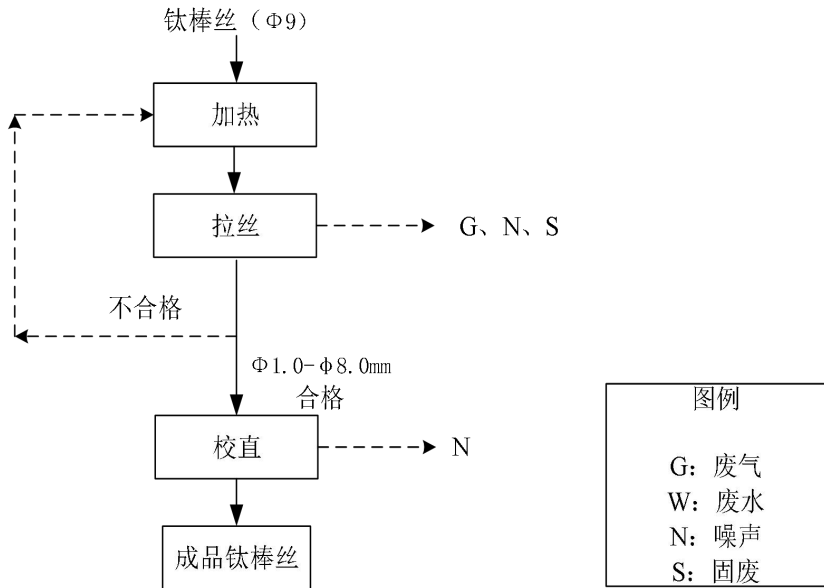 钛棒丝（Φ9）
加热
拉丝
G、N、S
不合格
Φ1.0-φ8.0mm
合格
校直
N
成品钛棒丝
图例
G：废气
W：废水
N：噪声
S：固废